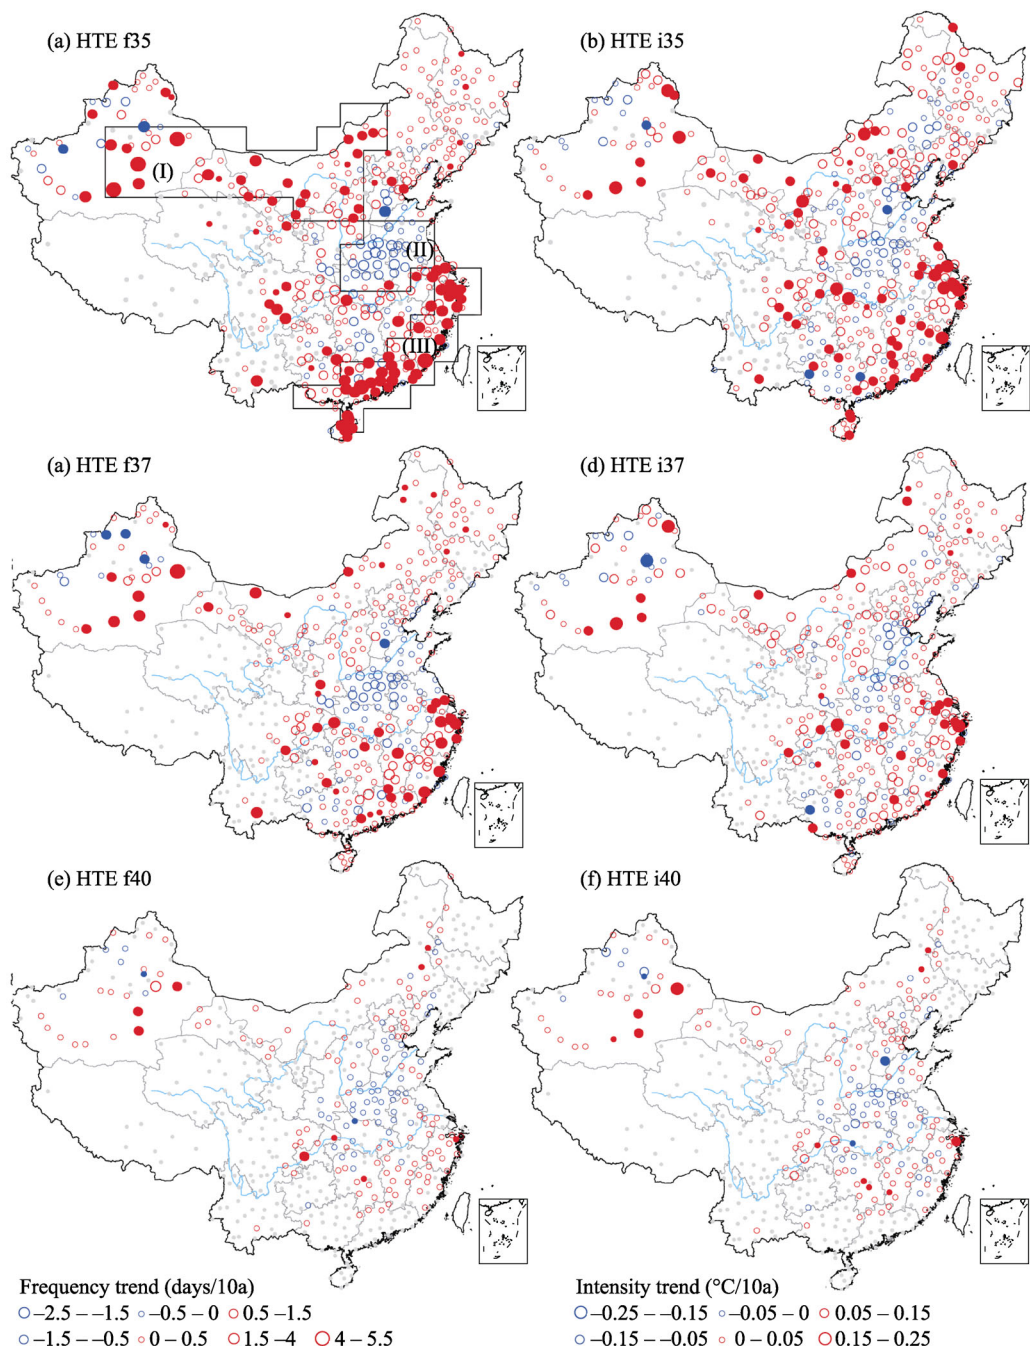 (a) HTE f35
(b) HTE i35
(I)
(II)
(III)
(a) HTE f37
(d) HTE i37
(e) HTE f40
(f) HTE i40
Frequency trend (days/10a)
−2.5 – −1.5 −0.5 – 0 0.5 –1.5
−1.5 – −0.5 0 – 0.5 1.5 –4 4 – 5.5
Intensity trend (°C/10a)
−0.25 – −0.15 −0.05 – 0 0.05 – 0.15
−0.15 – −0.05 0 – 0.05 0.15 – 0.25